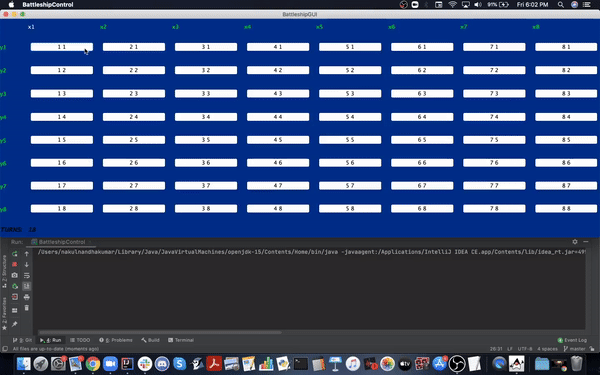 BattleshipControl
91%
Fri 6:02 PM
BattleshipGUI
x1 x2 x3 x4 x5 x6 x7 x8
y1 1 1 2 1 3 1 4 1 5 1 6 1 7 1 8 1
y2 1 2 2 2 3 2 4 2 5 2 6 2 7 2 8 2
y3 1 3 2 3 3 3 4 3 5 3 6 3 7 3 8 3
y4 1 4 2 4 3 4 4 4 5 4 6 4 7 4 8 4
y5 1 5 2 5 3 5 4 5 5 5 6 5 7 5 8 5
y6 1 6 2 6 3 6 4 6 5 6 6 6 7 6 8 6
y7 1 7 2 7 3 7 4 7 5 7 6 7 7 7 8 7
y8 1 8 2 8 3 8 4 8 5 8 6 8 7 8 8 8
Run: BattleshipControl
/Users/nakulnandhakumar/Library/Java/JavaVirtualMachines/openjdk-15/Contents/Home/bin/java -javaagent:/Applications/IntelliJ IDEA CE.app/Contents/lib/idea_rt.jar=49
Structure
Favorites
Git Run TODO Problems Build Terminal Event Log
All files are up-to-date (moments ago) 26:31 LF UTF-8 4 spaces master